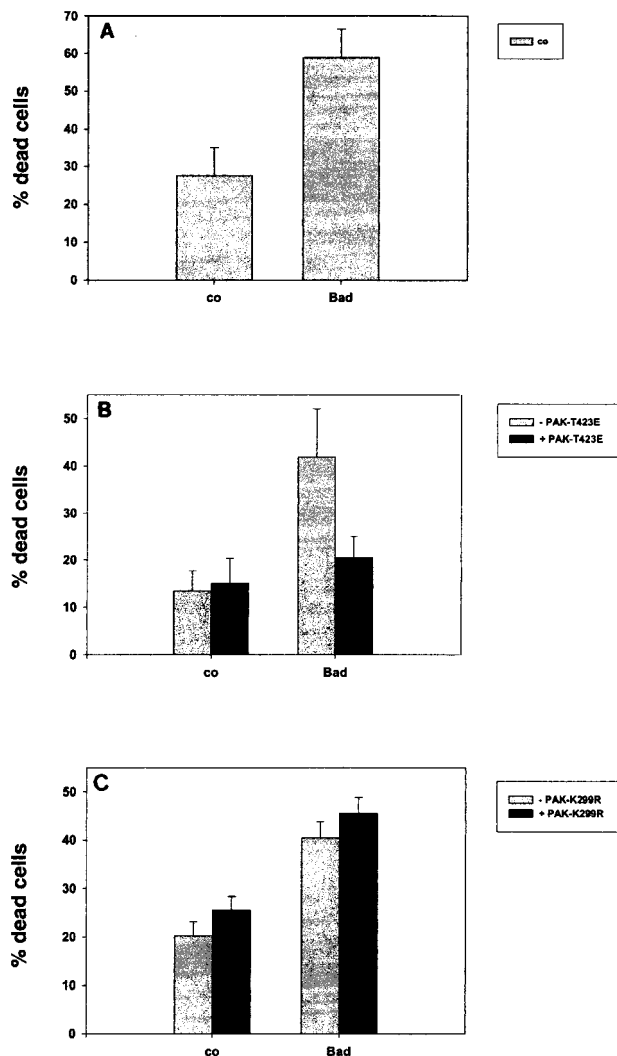 A
70
60
50
40
30
20
10
0
% dead cells
co
Bad
co
B
50
40
30
20
10
0
% dead cells
co
Bad
- PAK-T423E
+ PAK-T423E
C
50
40
30
20
10
0
% dead cells
co
Bad
- PAK-K299R
+ PAK-K299R